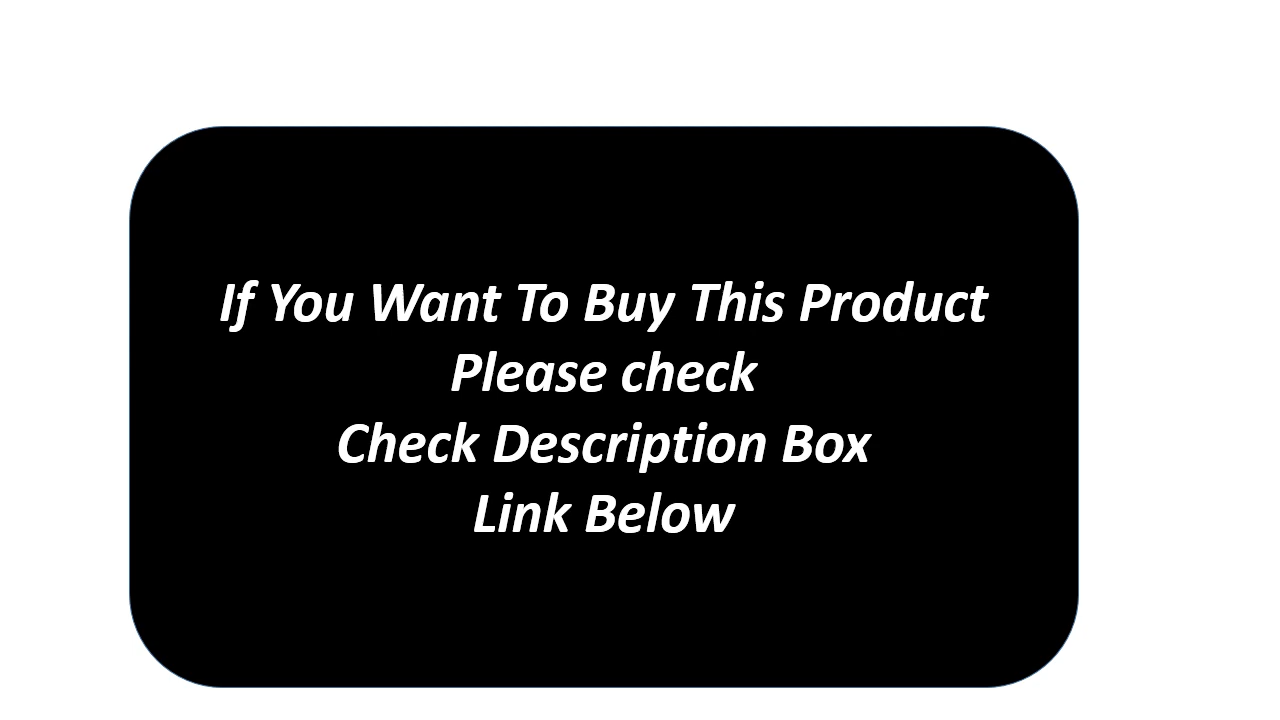 If You Want To Buy This Product
Please check
Check Description Box
Link Below